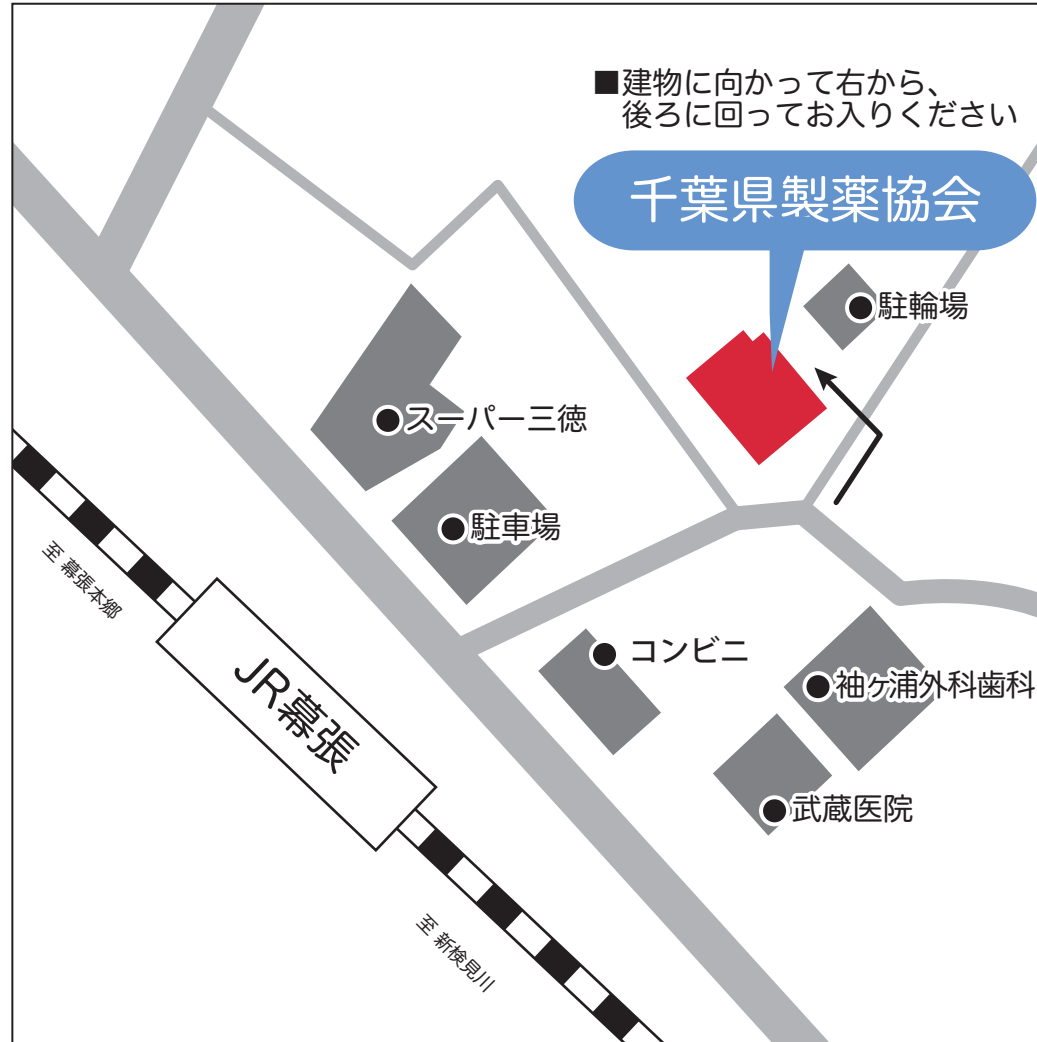 ■建物に向かって右から、
後ろに回ってお入りください
千葉県製薬協会
駐輪場
スーパー三徳
駐車場
至 幕張本郷
JR幕張
コンビニ
袖ヶ浦外科歯科
武蔵医院
至 新検見川